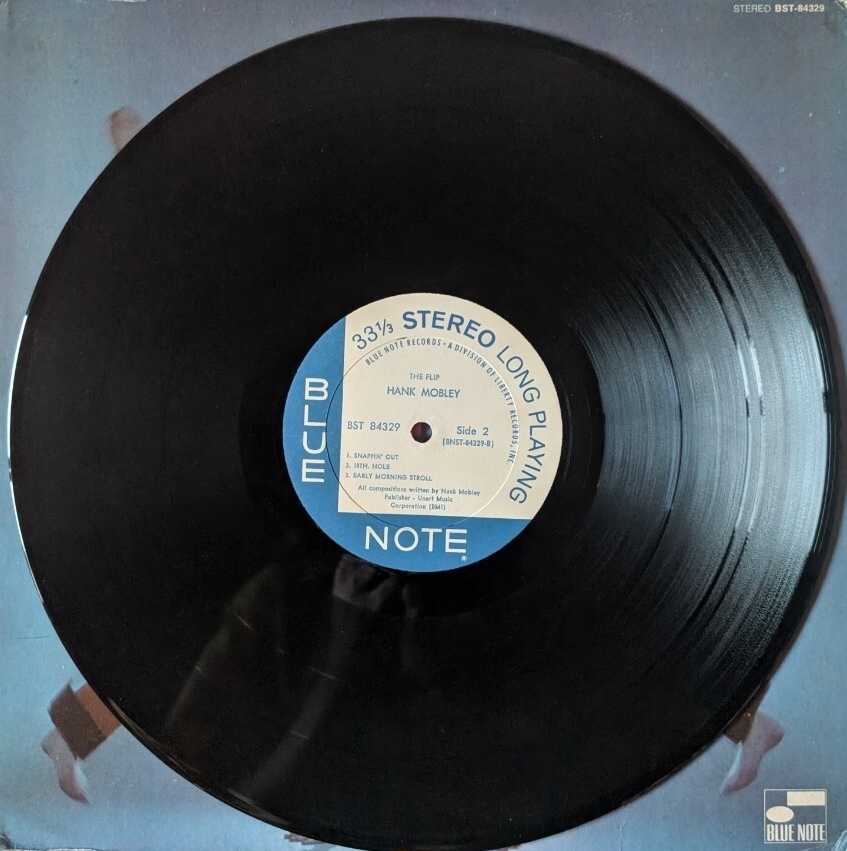 STEREO BST-84329
33⅓ STEREO LONG PLAYING
BLUE NOTE RECORDS • A DIVISION OF LIBERTY RECORDS, INC.
THE FLIP
HANK MOBLEY
BST 84329
Side 2
(BNST-84329-B)
1. SNAPPIN' OUT
2. 18TH. HOLE
3. EARLY MORNING STROLL
All compositions written by Hank Mobley
Publisher - Unart Music
Corporation (BMI)
BLUE
NOTE®
BLUE NOTE